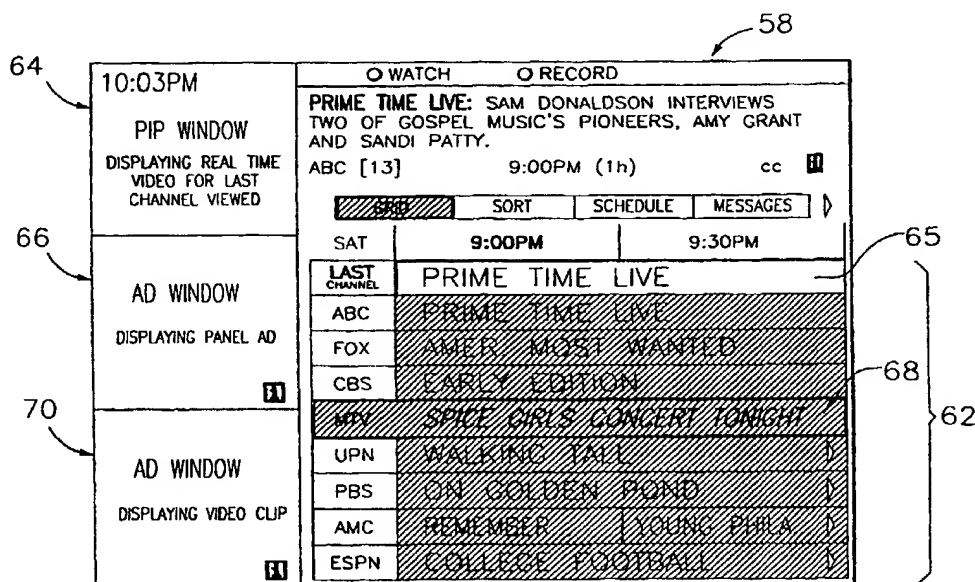 58
64
10:03PM
PIP WINDOW
DISPLAYING REAL TIME
VIDEO FOR LAST
CHANNEL VIEWED
WATCH RECORD
PRIME TIME LIVE: SAM DONALDSON INTERVIEWS
TWO OF GOSPEL MUSIC'S PIONEERS, AMY GRANT
AND SANDI PATTY.
ABC [13] 9:00PM (1h) cc
GRID SORT SCHEDULE MESSAGES
66
AD WINDOW
DISPLAYING PANEL AD
SAT 9:00PM 9:30PM
65
LAST CHANNEL PRIME TIME LIVE
ABC PRIME TIME LIVE
FOX AMER. MOST WANTED
CBS EARLY EDITION
68
MTV SPICE GIRLS CONCERT TONIGHT
62
70
AD WINDOW
DISPLAYING VIDEO CLIP
UPN WALKING TALL
PBS ON GOLDEN POND
AMC REMEMBER YOUNG PHILA
ESPN COLLEGE FOOTBALL